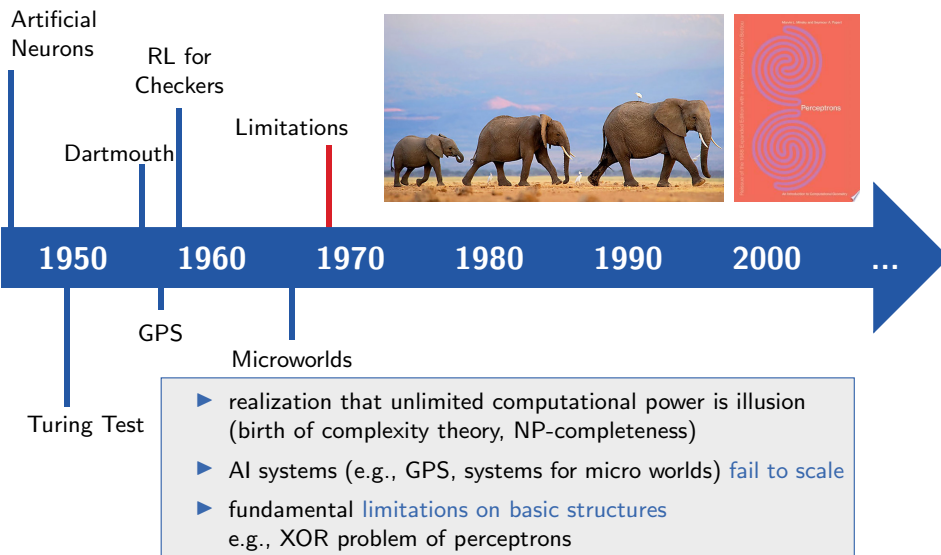 Artificial
Neurons
RL for
Checkers
Dartmouth
Limitations
Perceptrons
1950 1960 1970 1980 1990 2000 ...
GPS
Microworlds
Turing Test
▶ realization that unlimited computational power is illusion
(birth of complexity theory, NP-completeness)
▶ AI systems (e.g., GPS, systems for micro worlds) fail to scale
▶ fundamental limitations on basic structures
e.g., XOR problem of perceptrons